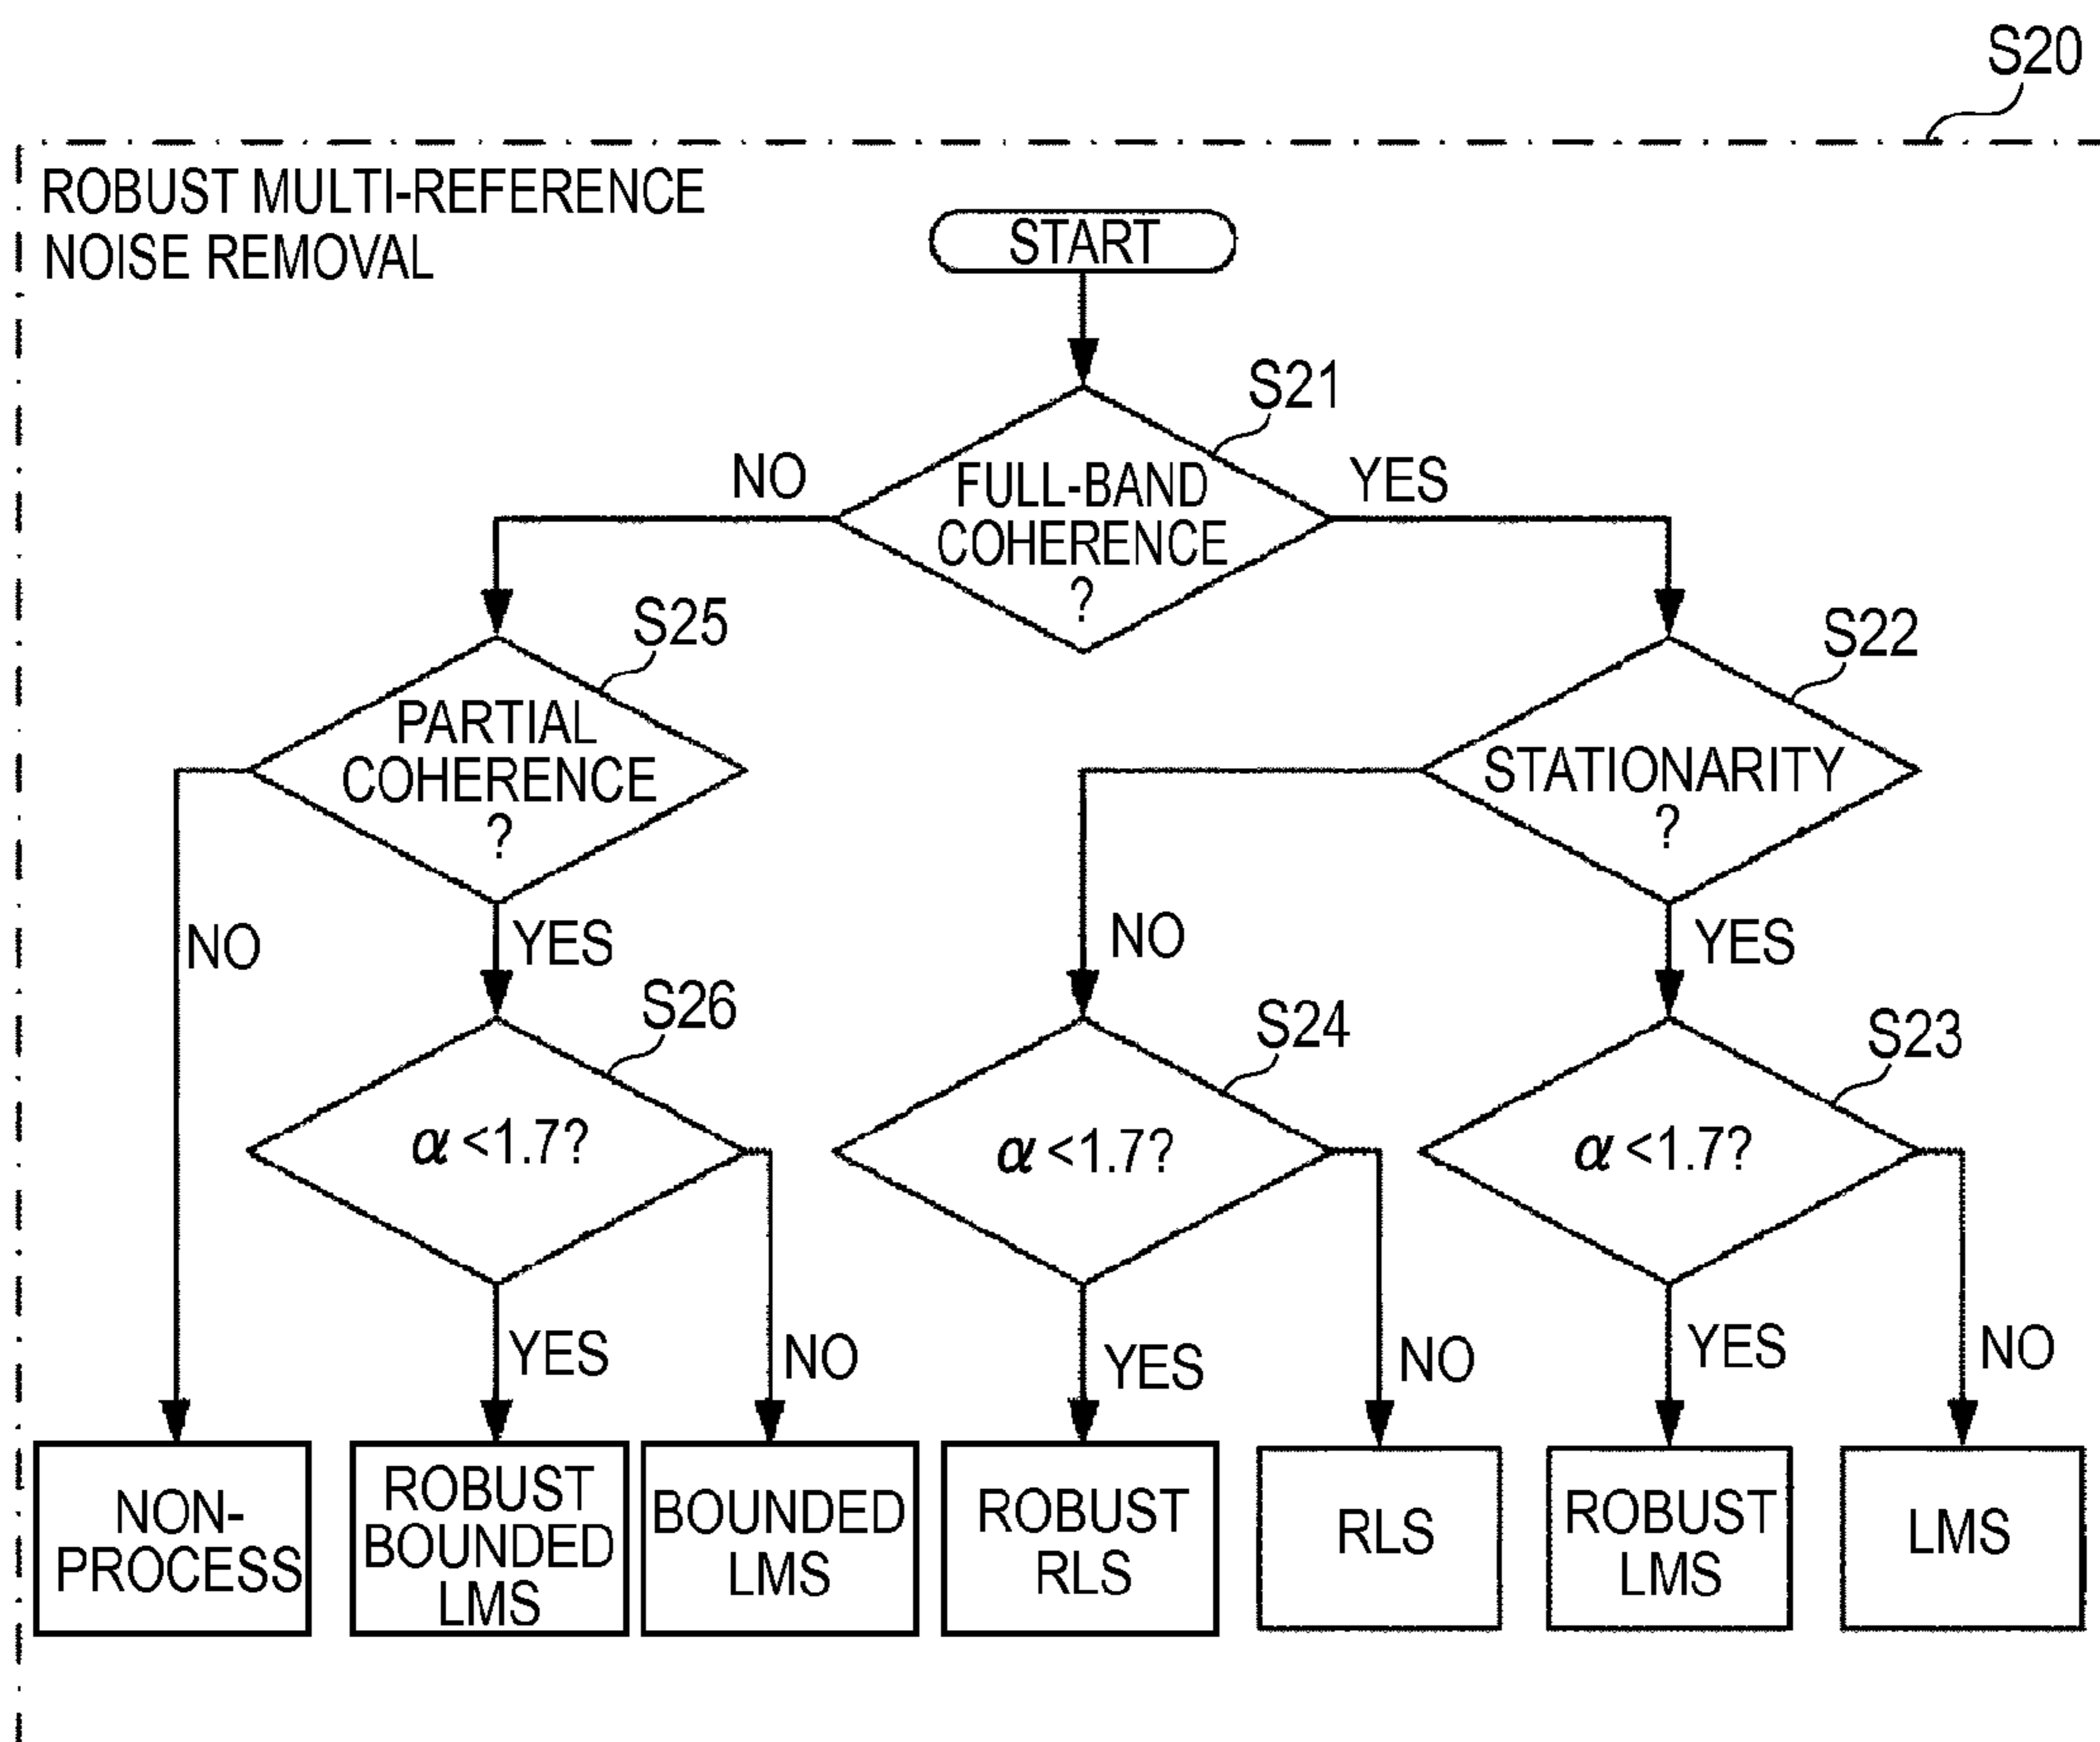 S20
ROBUST MULTI-REFERENCE
NOISE REMOVAL
START
S21
NO
FULL-BAND
COHERENCE
?
YES
S25
PARTIAL
COHERENCE
?
S22
STATIONARITY
?
NO
YES
NO
YES
S26
α <1.7?
S24
α <1.7?
S23
α <1.7?
YES
NO
YES
NO
YES
NO
NON-
PROCESS
ROBUST
BOUNDED
LMS
BOUNDED
LMS
ROBUST
RLS
RLS
ROBUST
LMS
LMS